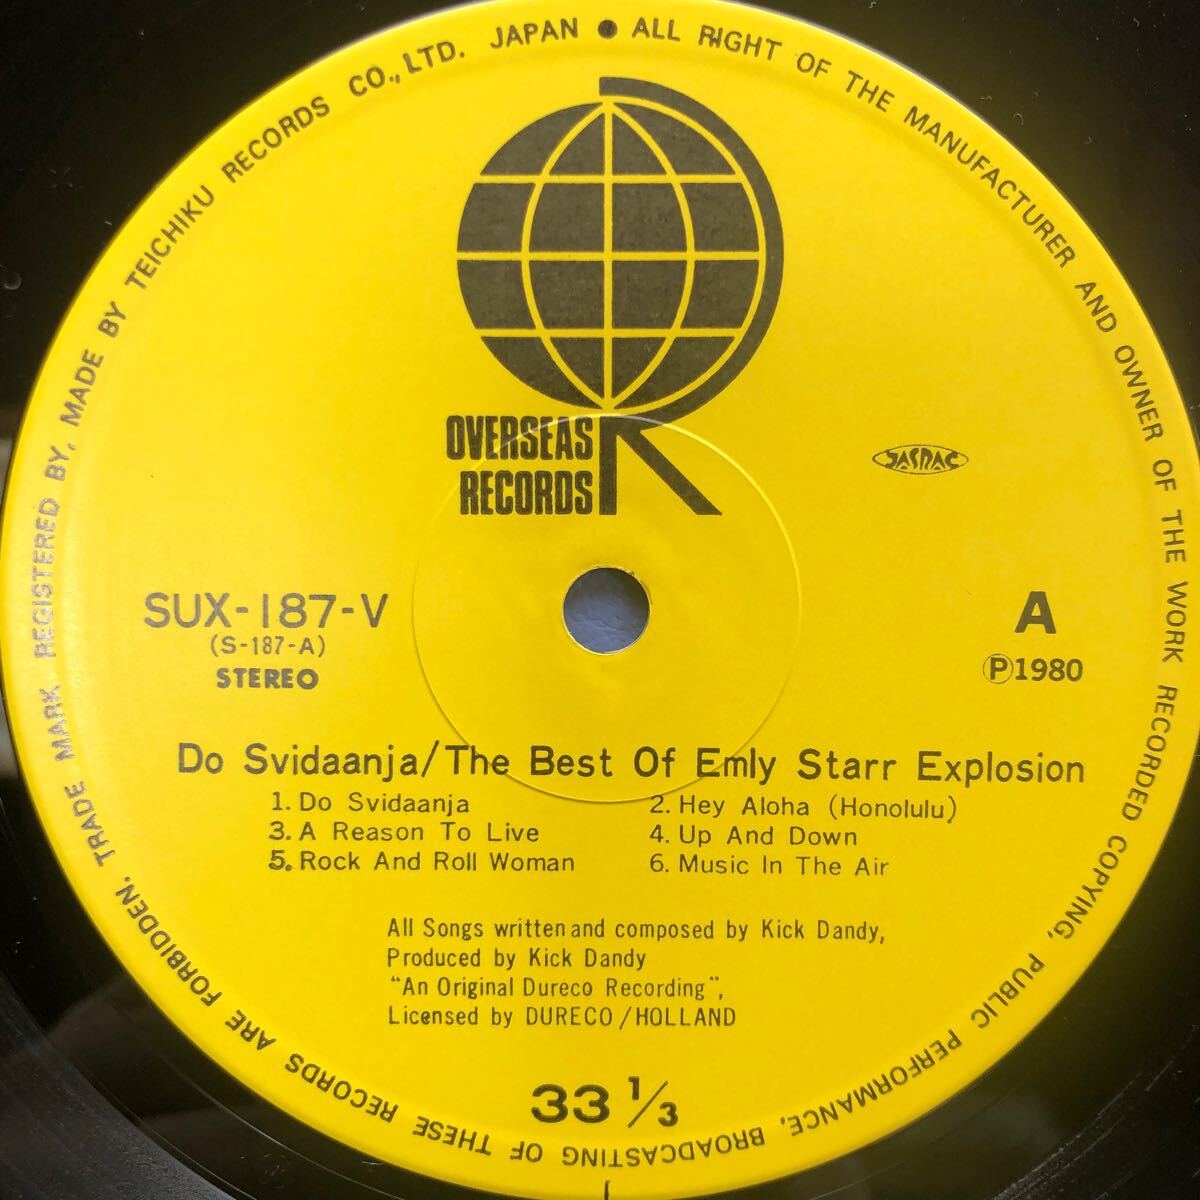 TRADE MARK REGISTERED BY, MADE BY TEICHIKU RECORDS CO., LTD. JAPAN ● ALL RIGHT OF THE MANUFACTURER AND OWNER OF THE WORK RECORDED COPYING, PUBLIC PERFORMANCE, BROADCASTING OF THESE RECORDS ARE FORBIDDEN.
OVERSEAS
RECORDS
JASRAC
SUX-187-V
(S-187-A)
STEREO
A
Ⓟ1980
Do Svidaanja/The Best Of Emly Starr Explosion
1. Do Svidaanja
2. Hey Aloha (Honolulu)
3. A Reason To Live
4. Up And Down
5. Rock And Roll Woman
6. Music In The Air
All Songs written and composed by Kick Dandy,
Produced by Kick Dandy
"An Original Dureco Recording",
Licensed by DURECO/HOLLAND
33 1/3